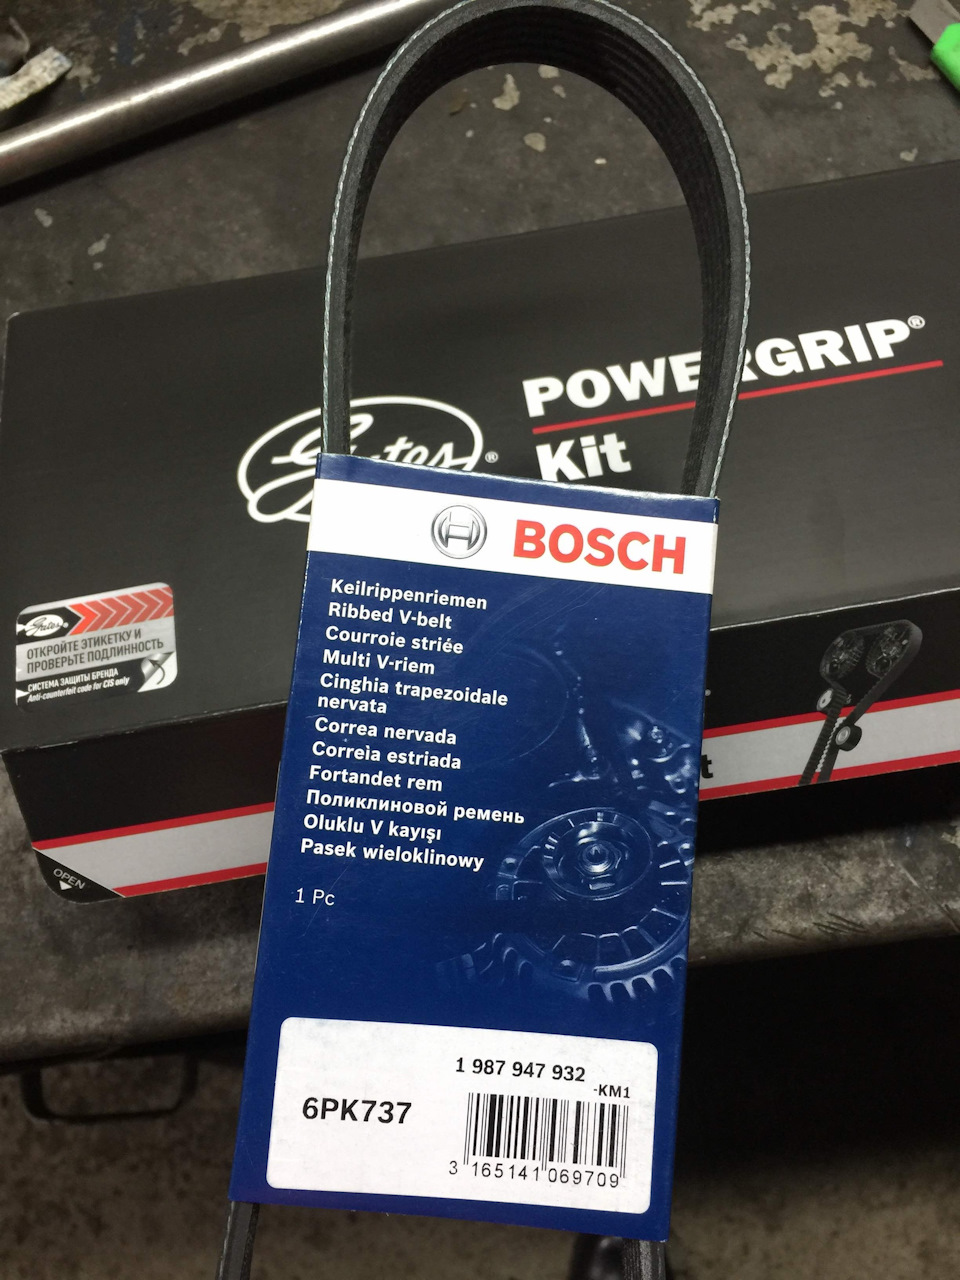 POWERGRIP®
Kit
Gates®
BOSCH
Keilrippenriemen
Ribbed V-belt
Courroie striée
Multi V-riem
Cinghia trapezoidale
nervata
Correa nervada
Correia estriada
Fortandet rem
Поликлиновой ремень
Oluklu V kayışı
Pasek wieloklinowy
1 Pc
1 987 947 932
-KM1
6PK737
3 165141 069709
Gates
ОТКРОЙТЕ ЭТИКЕТКУ И
ПРОВЕРЬТЕ ПОДЛИННОСТЬ
СИСТЕМА ЗАЩИТЫ БРЕНДА
Anti-counterfeit code for CIS only
OPEN